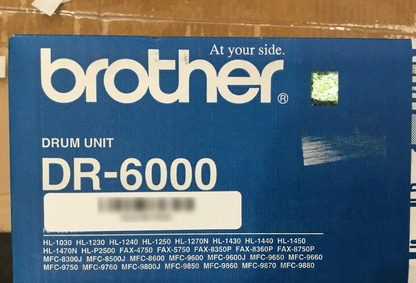 At your side.
brother®
DRUM UNIT
DR-6000
HL-1030 HL-1230 HL-1240 HL-1250 HL-1270N HL-1430 HL-1440 HL-1450
HL-1470N HL-P2500 FAX-4750 FAX-5750 FAX-8350P FAX-8360P FAX-8750P
MFC-8300J MFC-8500J MFC-8600 MFC-9600 MFC-9600J MFC-9650 MFC-9660
MFC-9750 MFC-9760 MFC-9800J MFC-9850 MFC-9860 MFC-9870 MFC-9880